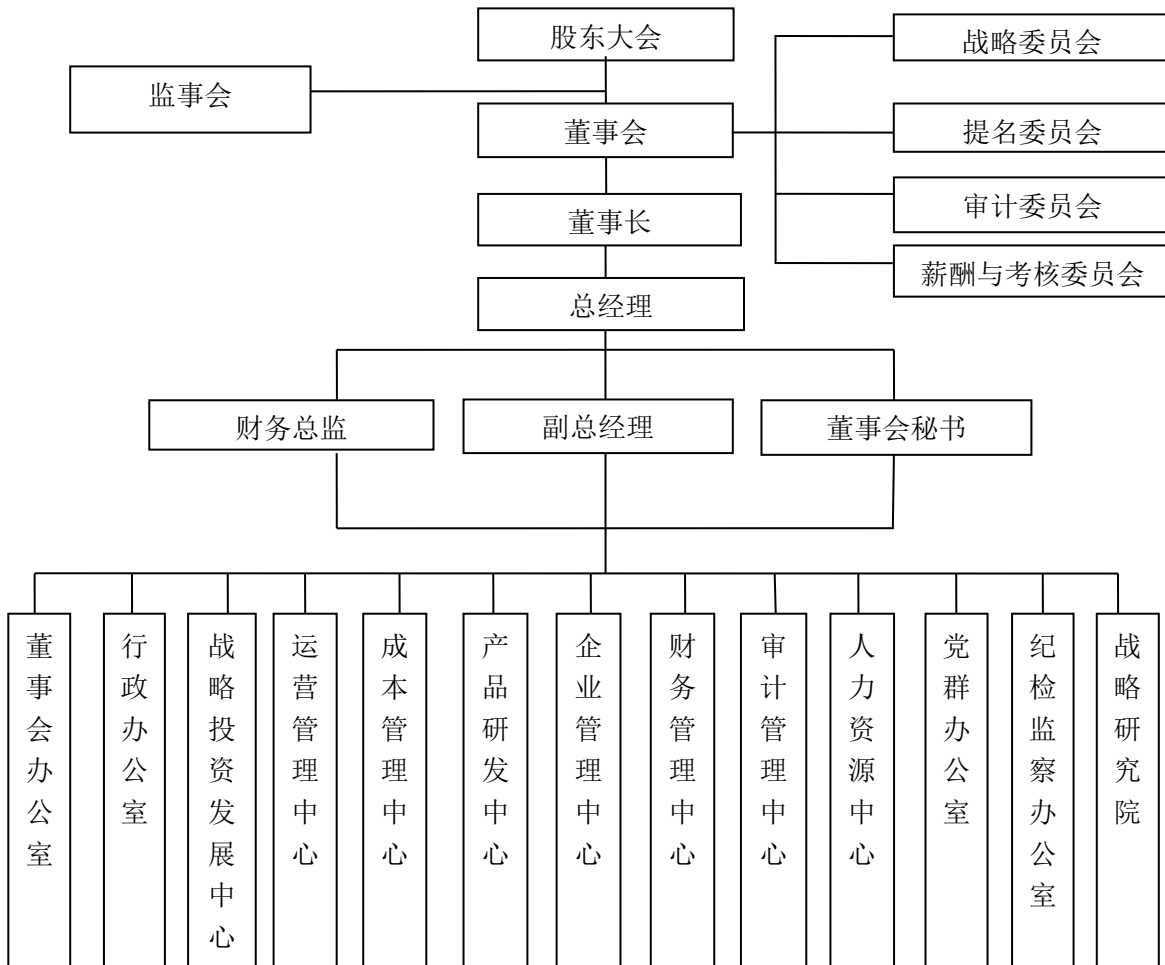 股东大会
战略委员会
监事会
董事会
提名委员会
董事长
审计委员会
薪酬与考核委员会
总经理
财务总监
副总经理
董事会秘书
董事会办公室
行政办公室
战略投资发展中心
运营管理中心
成本管理中心
产品研发中心
企业管理中心
财务管理中心
审计管理中心
人力资源中心
党群办公室
纪检监察办公室
战略研究院